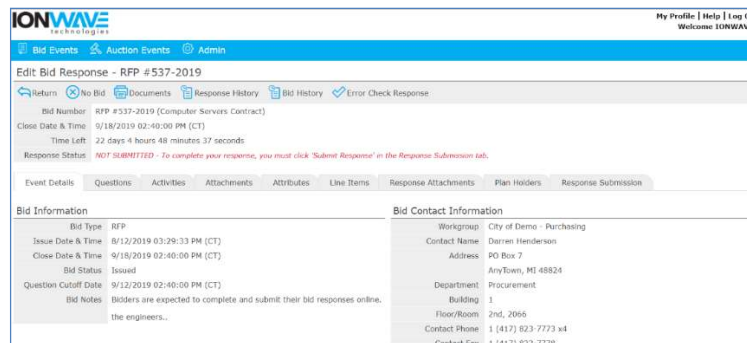 IONWAVE
technologies
My Profile | Help | Log
Welcome IONWAV
Bid Events Auction Events Admin
Edit Bid Response - RFP #537-2019
Return No Bid Documents Response History Bid History Error Check Response
Bid Number RFP #537-2019 (Computer Servers Contract)
Close Date & Time 9/18/2019 02:40:00 PM (CT)
Time Left 22 days 4 hours 48 minutes 37 seconds
Response Status NOT SUBMITTED - To complete your response, you must click 'Submit Response' in the Response Submission tab.
Event Details Questions Activities Attachments Attributes Line Items Response Attachments Plan Holders Response Submission
Bid Information
Bid Type RFP
Issue Date & Time 8/12/2019 03:29:33 PM (CT)
Close Date & Time 9/18/2019 02:40:00 PM (CT)
Bid Status Issued
Question Cutoff Date 9/12/2019 02:40:00 PM (CT)
Bid Notes Bidders are expected to complete and submit their bid responses online.
the engineers..
Bid Contact Information
Workgroup City of Demo - Purchasing
Contact Name Darren Henderson
Address PO Box 7
AnyTown, MI 48824
Department Procurement
Building 1
Floor/Room 2nd, 2066
Contact Phone 1 (417) 823-7773 x4
Contact Fax 1 (417) 823-7778